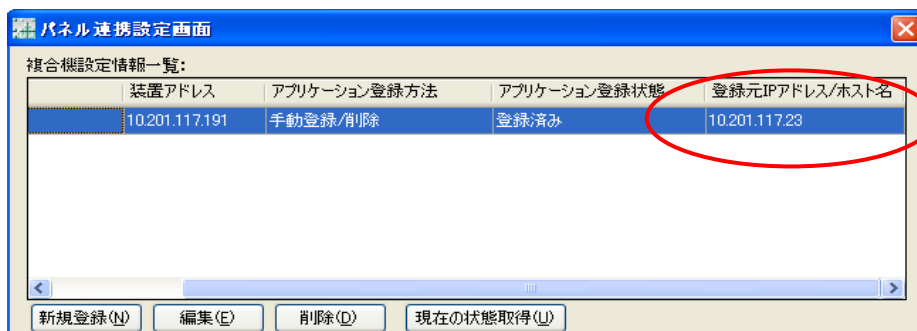 パネル連携設定画面
複合機設定情報一覧:
装置アドレス アプリケーション登録方法 アプリケーション登録状態 登録元IPアドレス/ホスト名
10.201.117.191 手動登録/削除 登録済み 10.201.117.23
新規登録(N) 編集(E) 削除(D) 現在の状態取得(U)